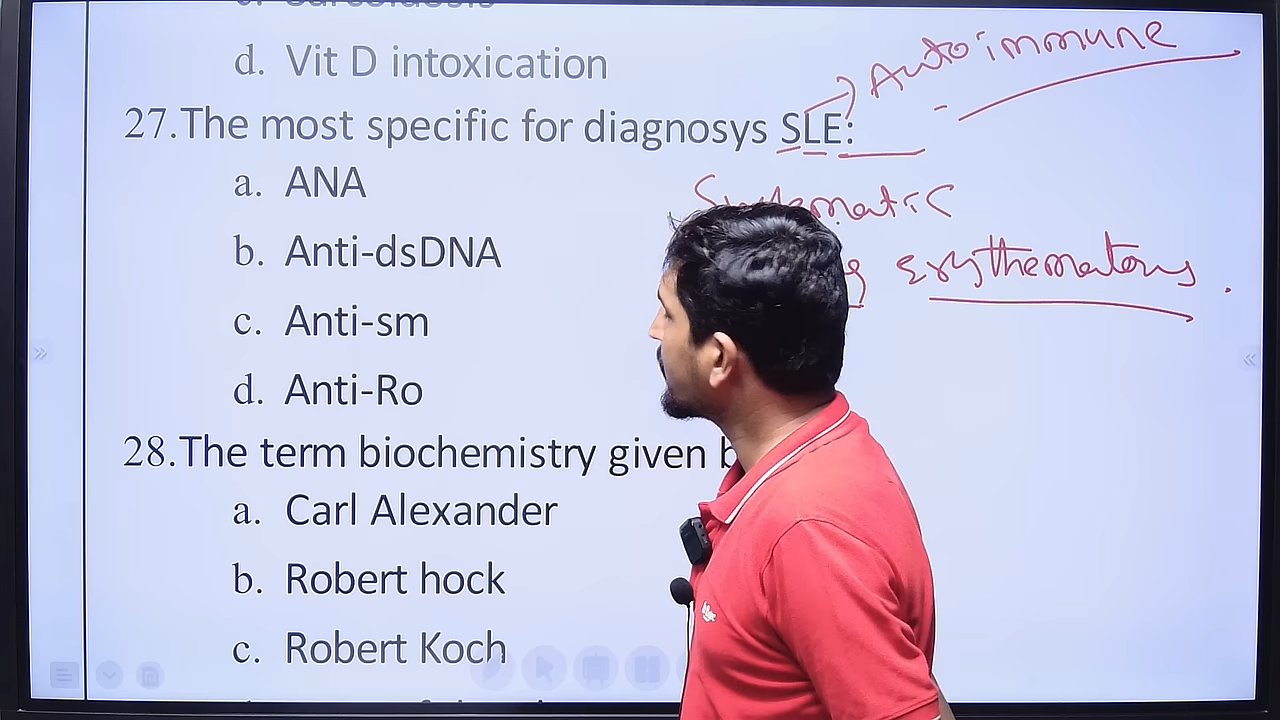 d. Vit D intoxication
Autoimmune
27.The most specific for diagnosys SLE:
a. ANA
Systematic
b. Anti-dsDNA
erythematous.
c. Anti-sm
d. Anti-Ro
28.The term biochemistry given
a. Carl Alexander
b. Robert hock
c. Robert Koch